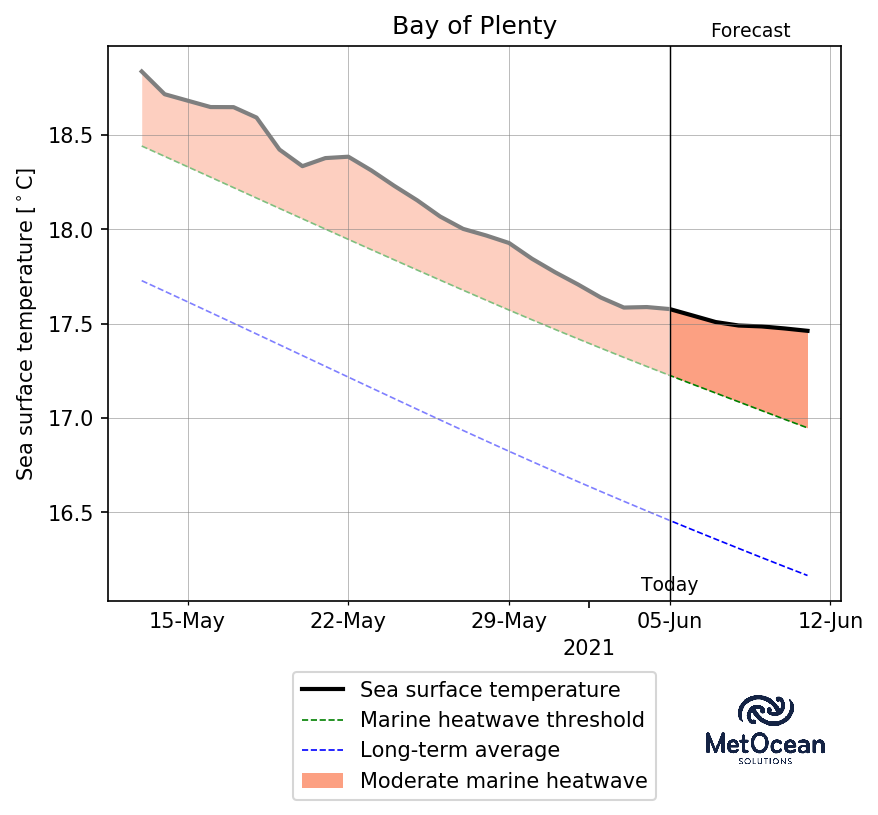 Bay of Plenty
Forecast
Sea surface temperature [°C]
18.5
18.0
17.5
17.0
16.5
Today
15-May 22-May 29-May 05-Jun 12-Jun
2021
Sea surface temperature
Marine heatwave threshold
Long-term average
Moderate marine heatwave
MetOcean
SOLUTIONS